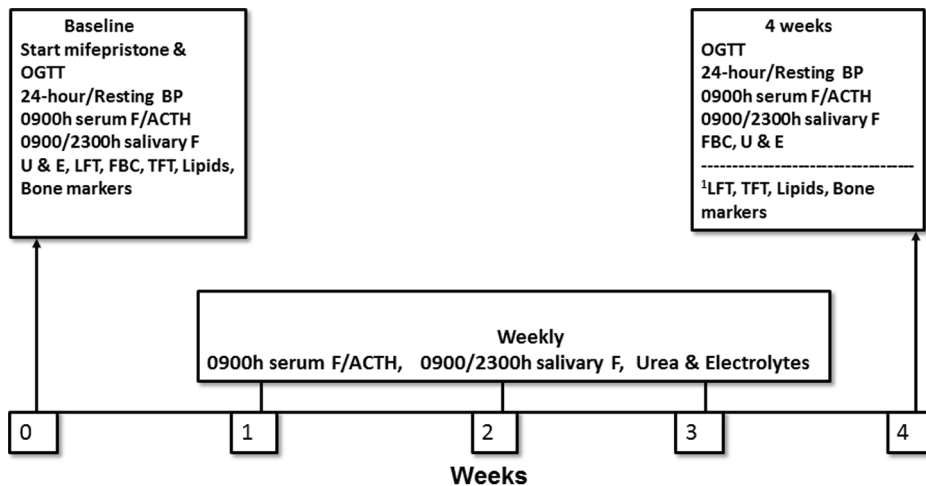 Baseline
Start mifepristone &
OGTT
24-hour/Resting BP
0900h serum F/ACTH
0900/2300h salivary F
U & E, LFT, FBC, TFT, Lipids,
Bone markers
4 weeks
OGTT
24-hour/Resting BP
0900h serum F/ACTH
0900/2300h salivary F
FBC, U & E
------------------------------------
¹LFT, TFT, Lipids, Bone
markers
Weekly
0900h serum F/ACTH, 0900/2300h salivary F, Urea & Electrolytes
0 1 2 3 4
Weeks